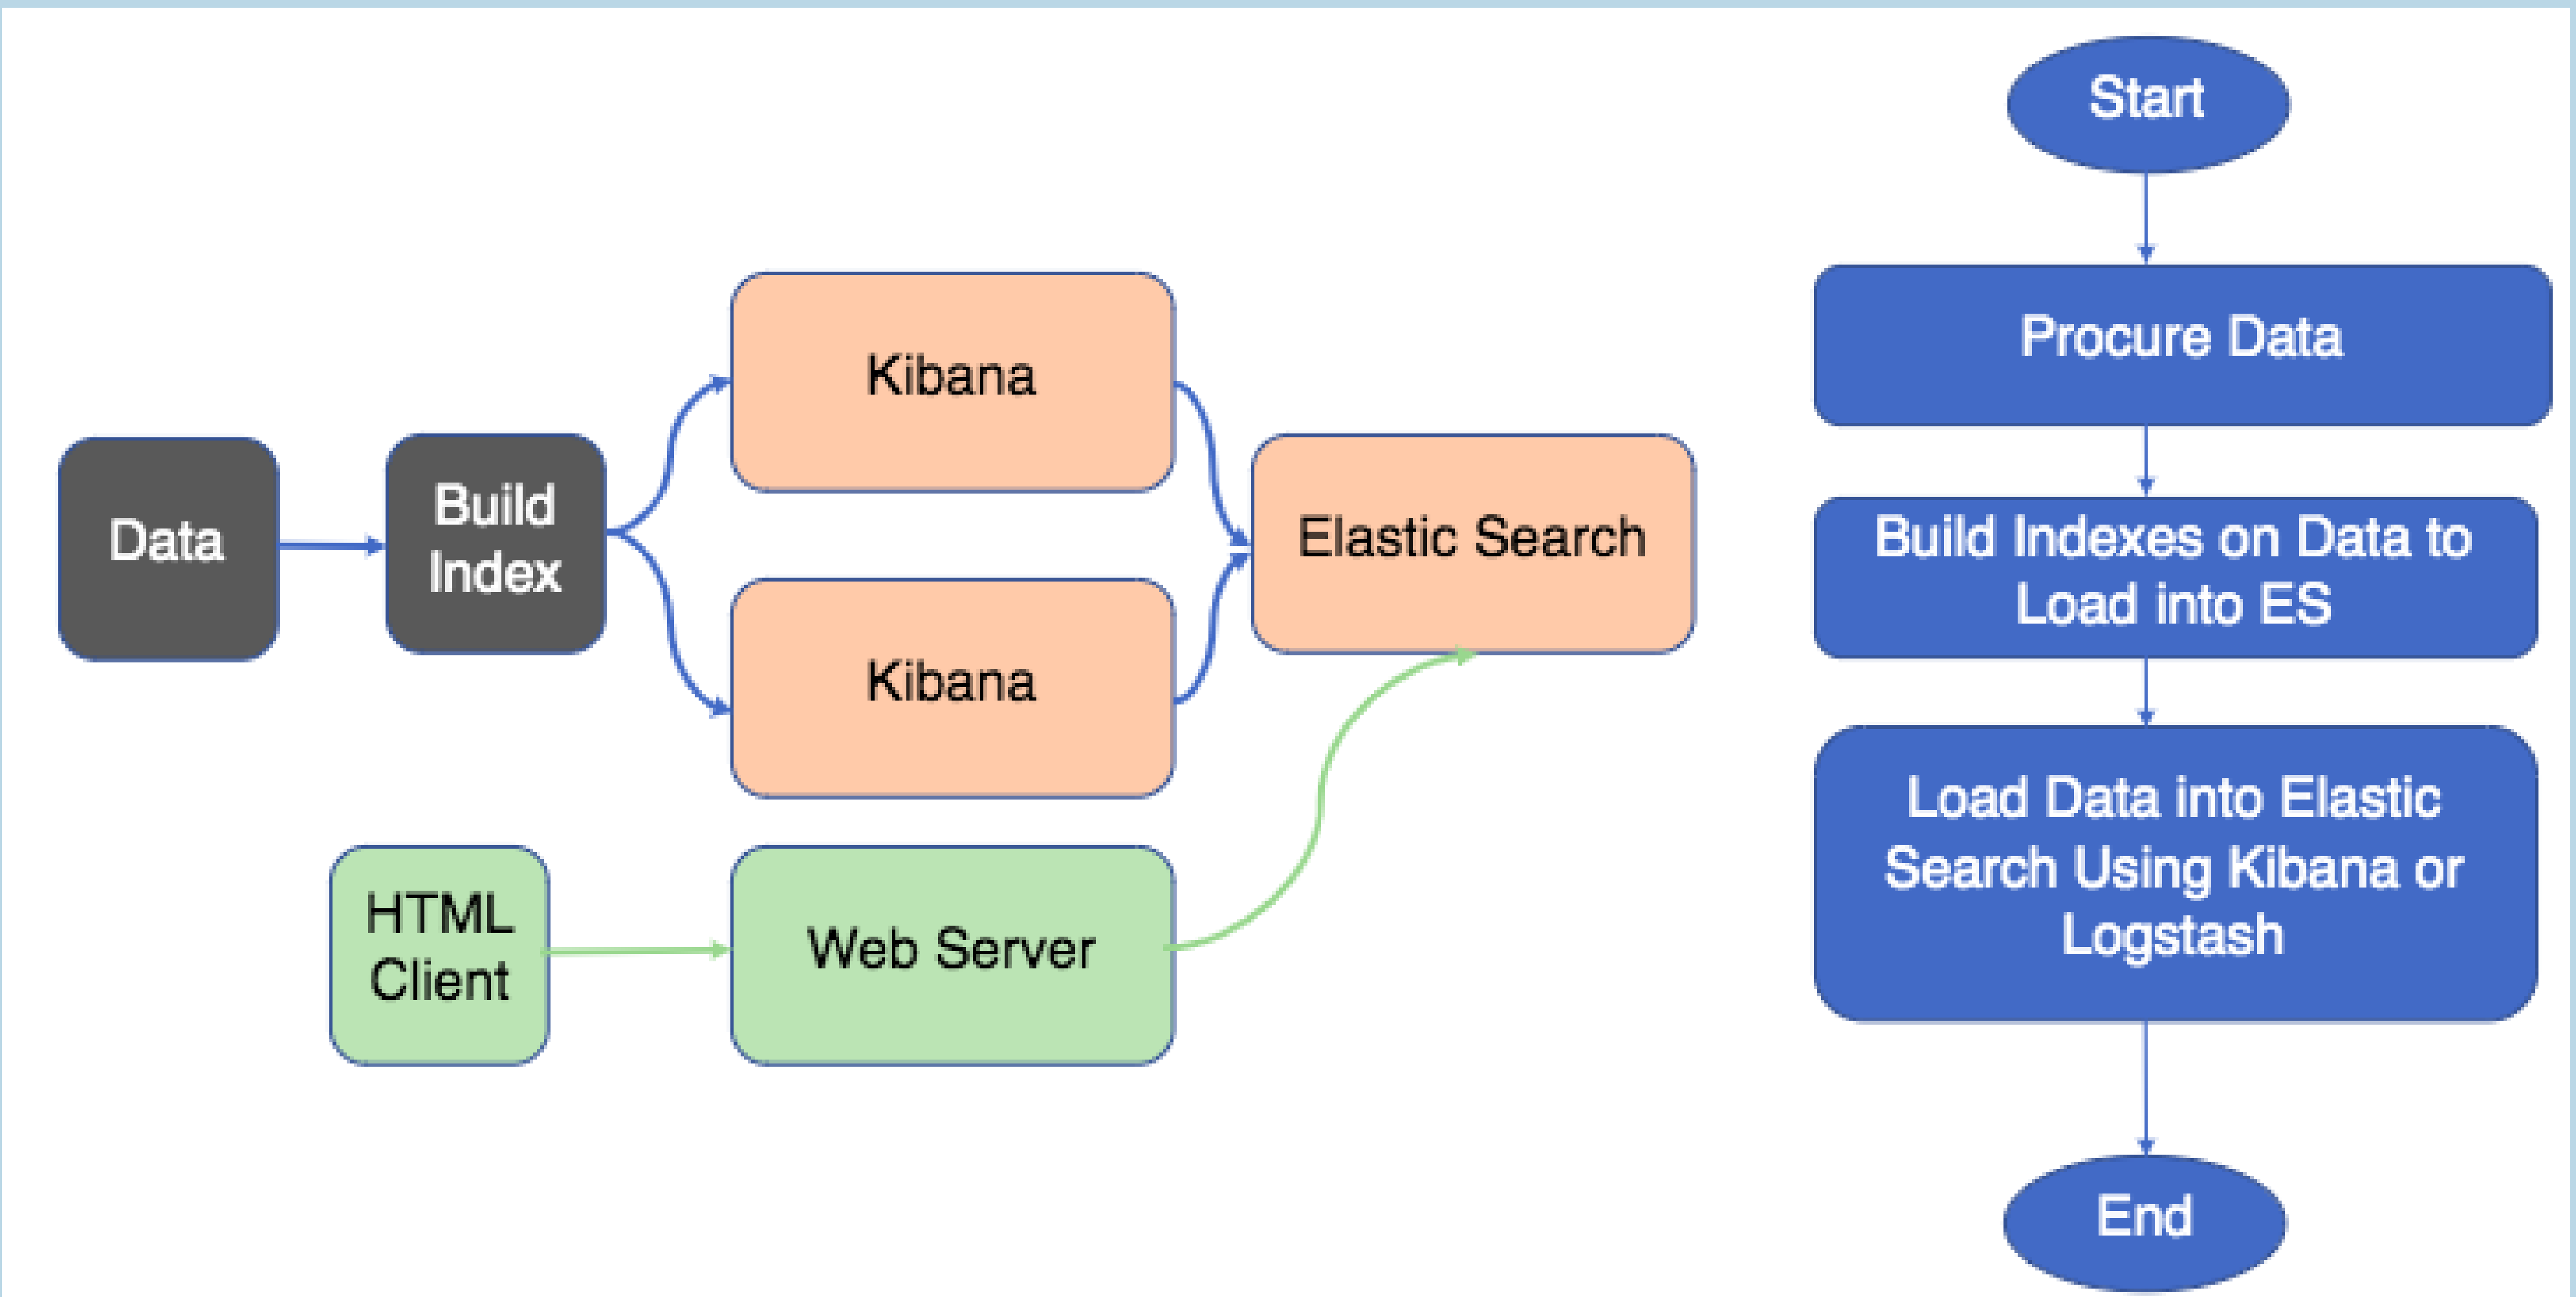 Data
Build
Index
Kibana
Kibana
Elastic Search
HTML
Client
Web Server
Start
Procure Data
Build Indexes on Data to
Load into ES
Load Data into Elastic
Search Using Kibana or
Logstash
End